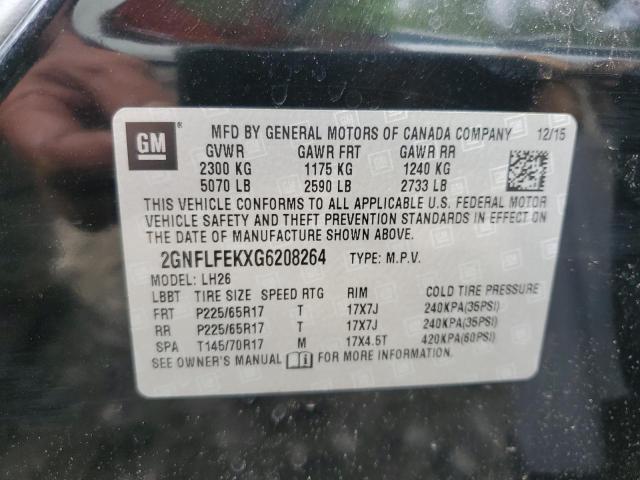 GM ® MFD BY GENERAL MOTORS OF CANADA COMPANY 12/15
GVWR GAWR FRT GAWR RR
2300 KG 1175 KG 1240 KG
5070 LB 2590 LB 2733 LB
THIS VEHICLE CONFORMS TO ALL APPLICABLE U.S. FEDERAL MOTOR
VEHICLE SAFETY AND THEFT PREVENTION STANDARDS IN EFFECT ON
THE DATE OF MANUFACTURE SHOWN ABOVE.
2GNFLFEKXG6208264 TYPE: M.P.V.
MODEL: LH26
LBBT TIRE SIZE SPEED RTG RIM COLD TIRE PRESSURE
FRT P225/65R17 T 17X7J 240KPA(35PSI)
RR P225/65R17 T 17X7J 240KPA(35PSI)
SPA T145/70R17 M 17X4.5T 420KPA(60PSI)
SEE OWNER'S MANUAL FOR MORE INFORMATION.